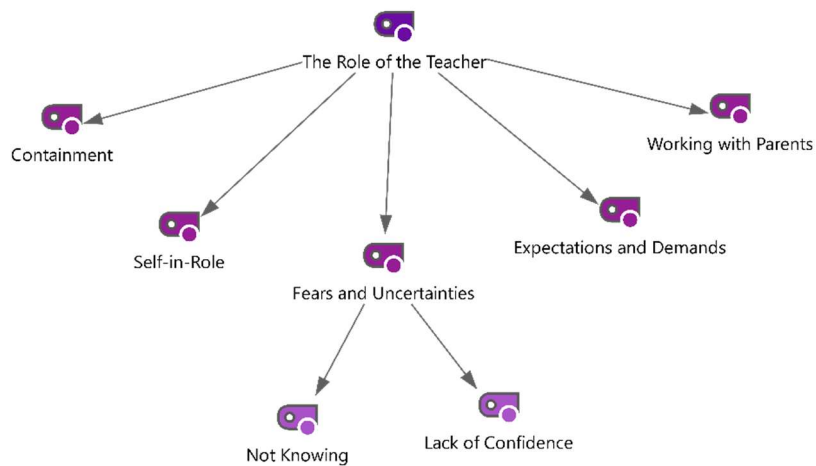 The Role of the Teacher
Working with Parents
Containment
Expectations and Demands
Self-in-Role
Fears and Uncertainties
Lack of Confidence
Not Knowing